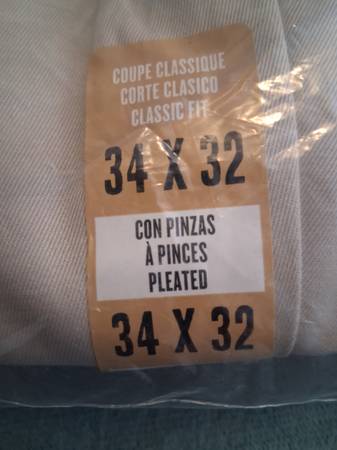 COUPE CLASSIQUE
CORTE CLASICO
CLASSIC FIT
34 X 32
CON PINZAS
À PINCES
PLEATED
34 X 32